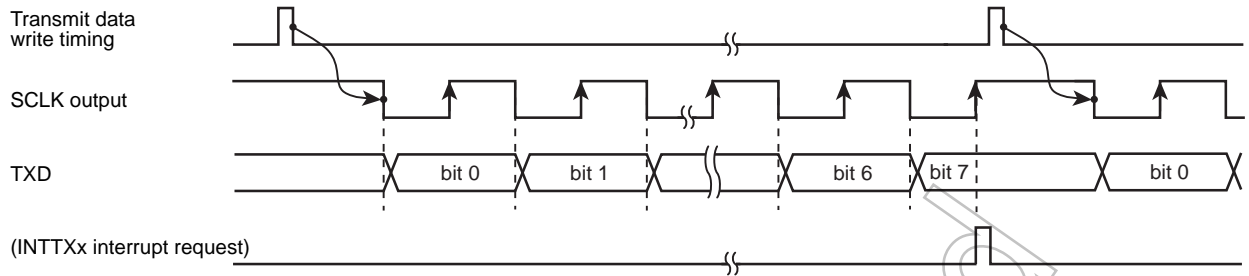 Transmit data
write timing
SCLK output
TXD
bit 0
bit 1
bit 6
bit 7
bit 0
(INTTXx interrupt request)